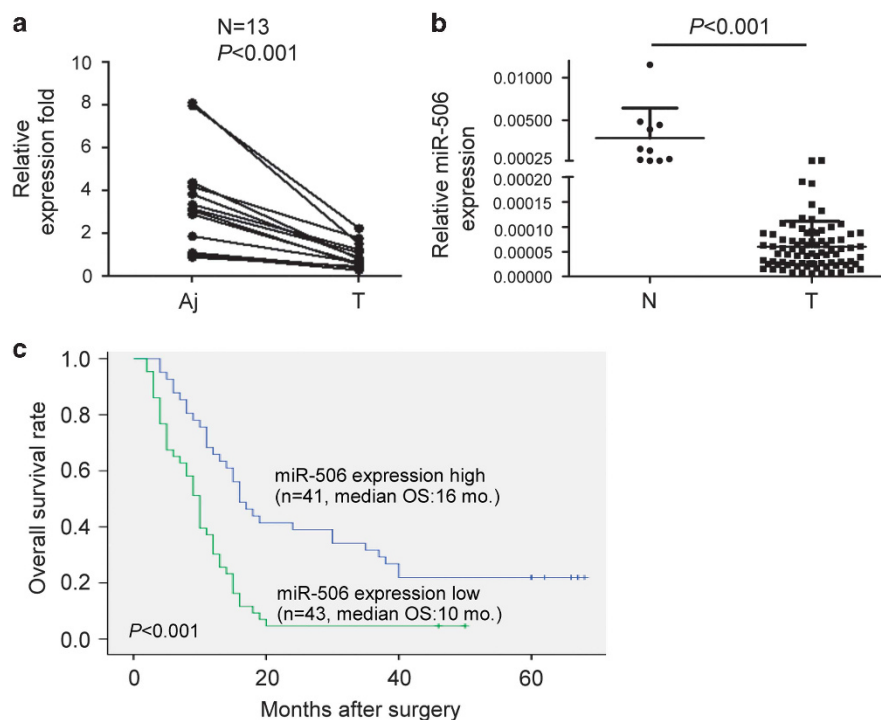 a
N=13
P<0.001
Relative
expression fold
10
8
6
4
2
0
Aj
T
b
P<0.001
Relative miR-506
expression
0.01000
0.00500
0.00025
0.00020
0.00015
0.00010
0.00005
0.00000
N
T
c
Overall survival rate
1.0
0.8
0.6
0.4
0.2
0.0
miR-506 expression high
(n=41, median OS:16 mo.)
miR-506 expression low
(n=43, median OS:10 mo.)
P<0.001
0
20
40
60
Months after surgery